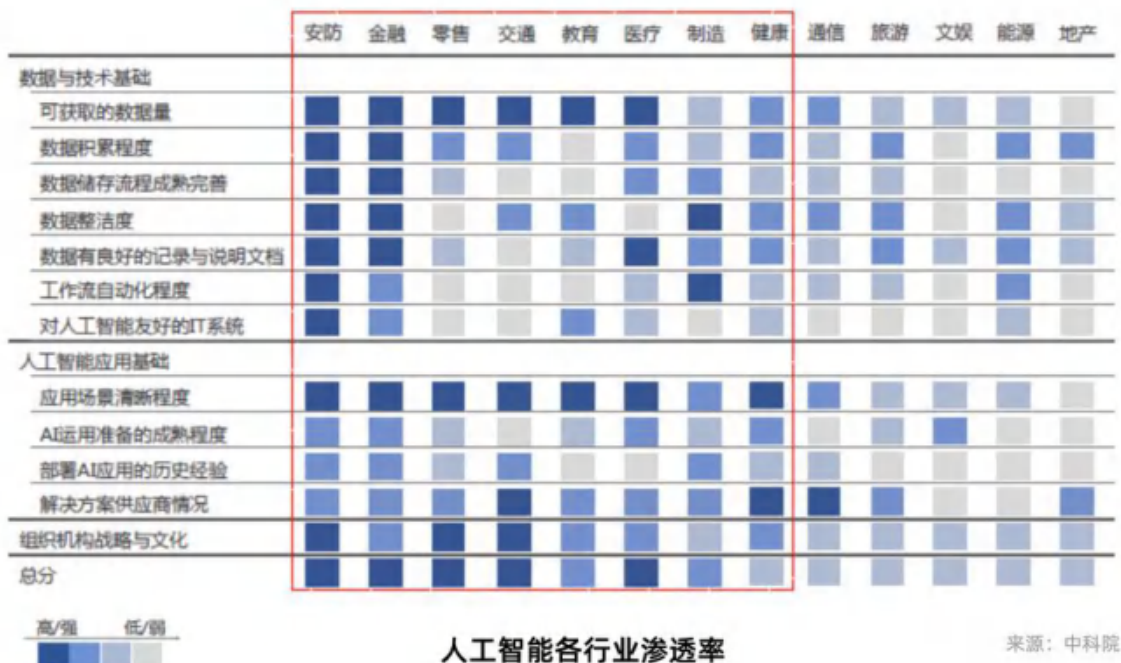 安防 金融 零售 交通 教育 医疗 制造 健康 通信 旅游 文娱 能源 地产
数据与技术基础
可获取的数据量
数据积累程度
数据储存流程成熟完善
数据整洁度
数据有良好的记录与说明文档
工作流自动化程度
对人工智能友好的IT系统
人工智能应用基础
应用场景清晰程度
AI运用准备的成熟程度
部署AI应用的历史经验
解决方案供应商情况
组织机构战略与文化
总分
高/强 低/弱
人工智能各行业渗透率
来源：中科院